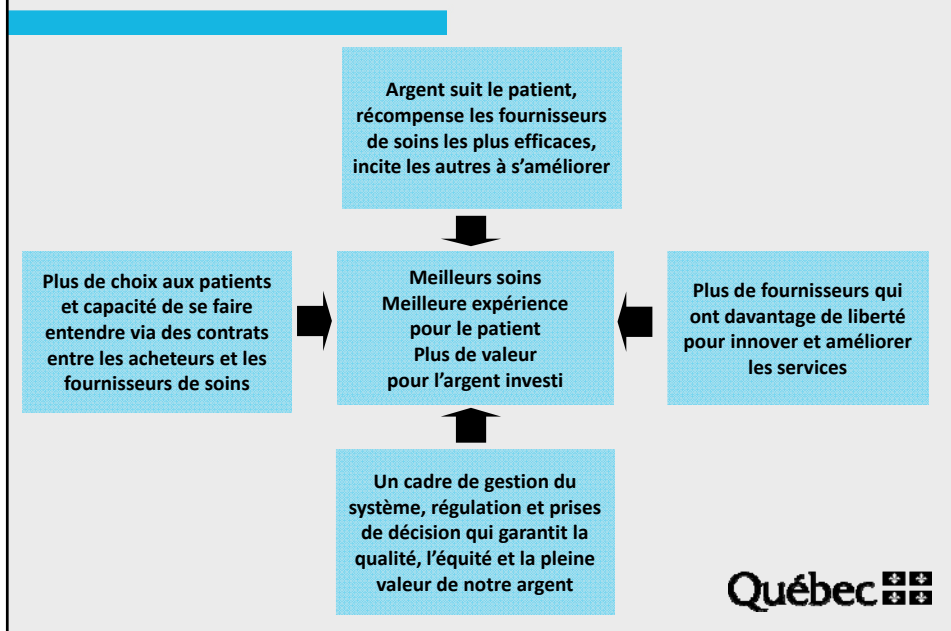 Argent suit le patient,
récompense les fournisseurs
de soins les plus efficaces,
incite les autres à s’améliorer
Plus de choix aux patients
et capacité de se faire
entendre via des contrats
entre les acheteurs et les
fournisseurs de soins
Meilleurs soins
Meilleure expérience
pour le patient
Plus de valeur
pour l’argent investi
Plus de fournisseurs qui
ont davantage de liberté
pour innover et améliorer
les services
Un cadre de gestion du
système, régulation et prises
de décision qui garantit la
qualité, l’équité et la pleine
valeur de notre argent
Québec